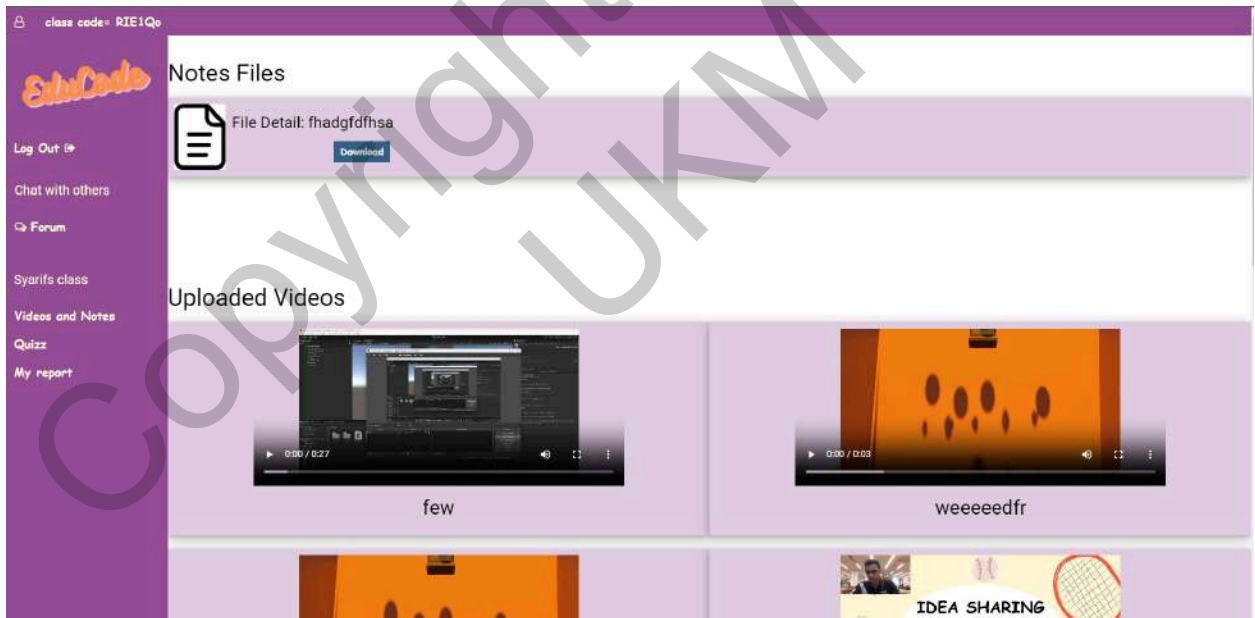 class code= RIE1Qo
EduCode
Log Out
Chat with others
Forum
Syarifs class
Videos and Notes
Quizz
My report
Notes Files
File Detail: fhadgfdfhsa
Download
Uploaded Videos
0:00 / 0:27
few
0:00 / 0:03
weeeeedfr
IDEA SHARING
Copyright
UKM